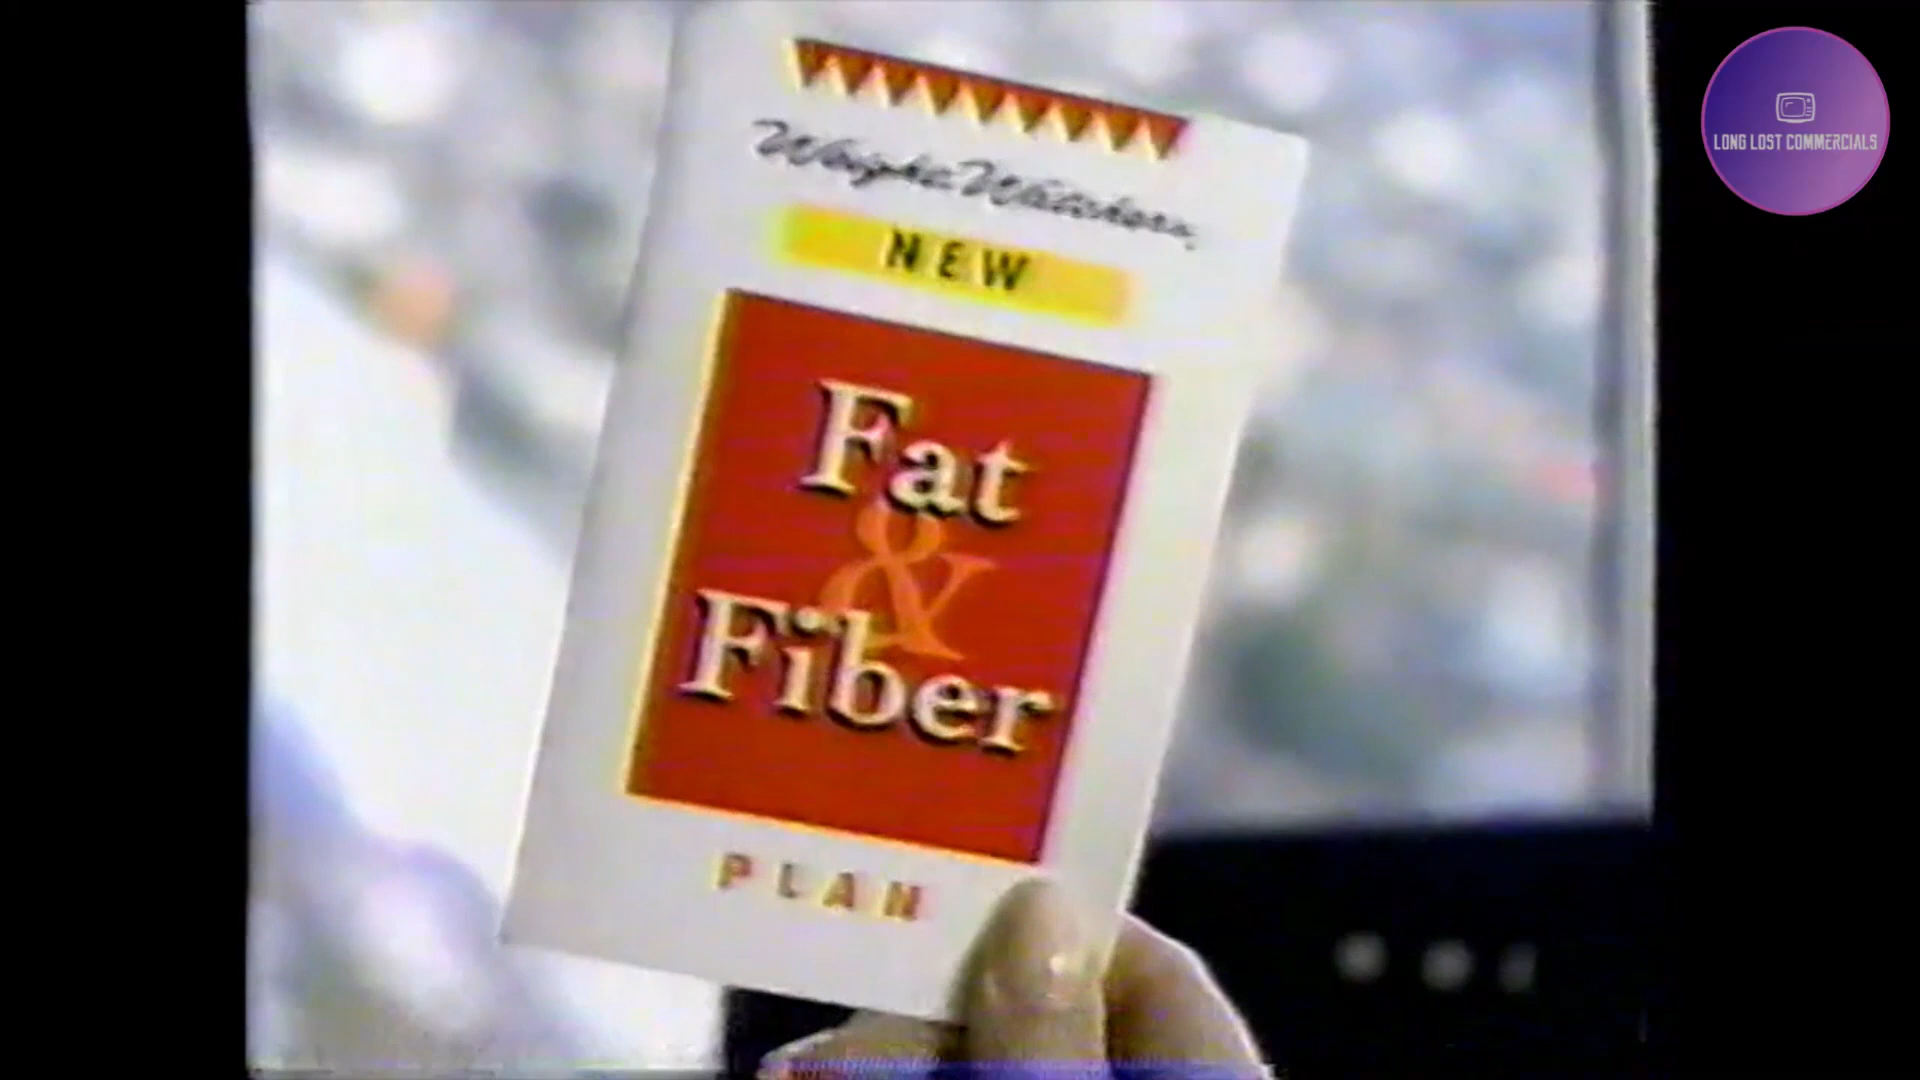 Weight Watchers
NEW
Fat
&
Fiber
PLAN
LONG LOST COMMERCIALS